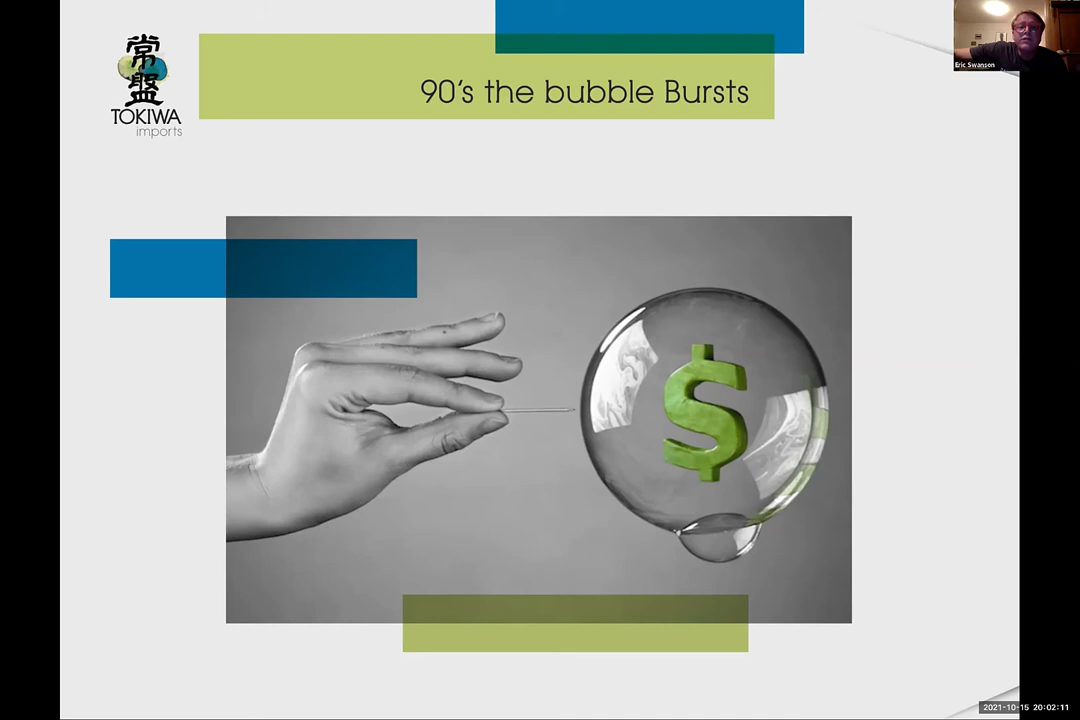 常
盤
TOKIWA
imports
90's the bubble Bursts
Eric Swanson
$
2021-10-15 20:02:11